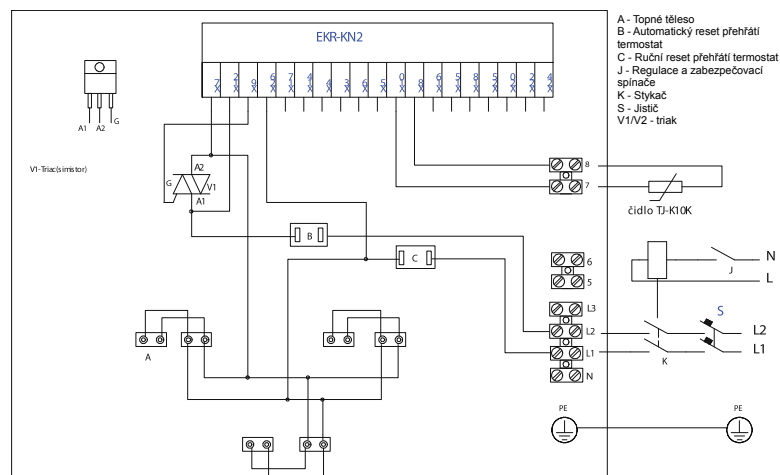 EKR-KN2
A - Topné těleso
B - Automatický reset přehřátí
termostat
C - Ruční reset přehřátí termostat
J - Regulace a zabezpečovací
spínače
K - Stykač
S - Jistič
V1/V2 - triak
A1 A2 G
V1-Triac(simistor)
A2
G
V1
A1
B
C
A
8
7
čidlo TJ-K10K
6
5
L3
L2
L1
N
J
N
L
S
L2
L1
K
PE
PE